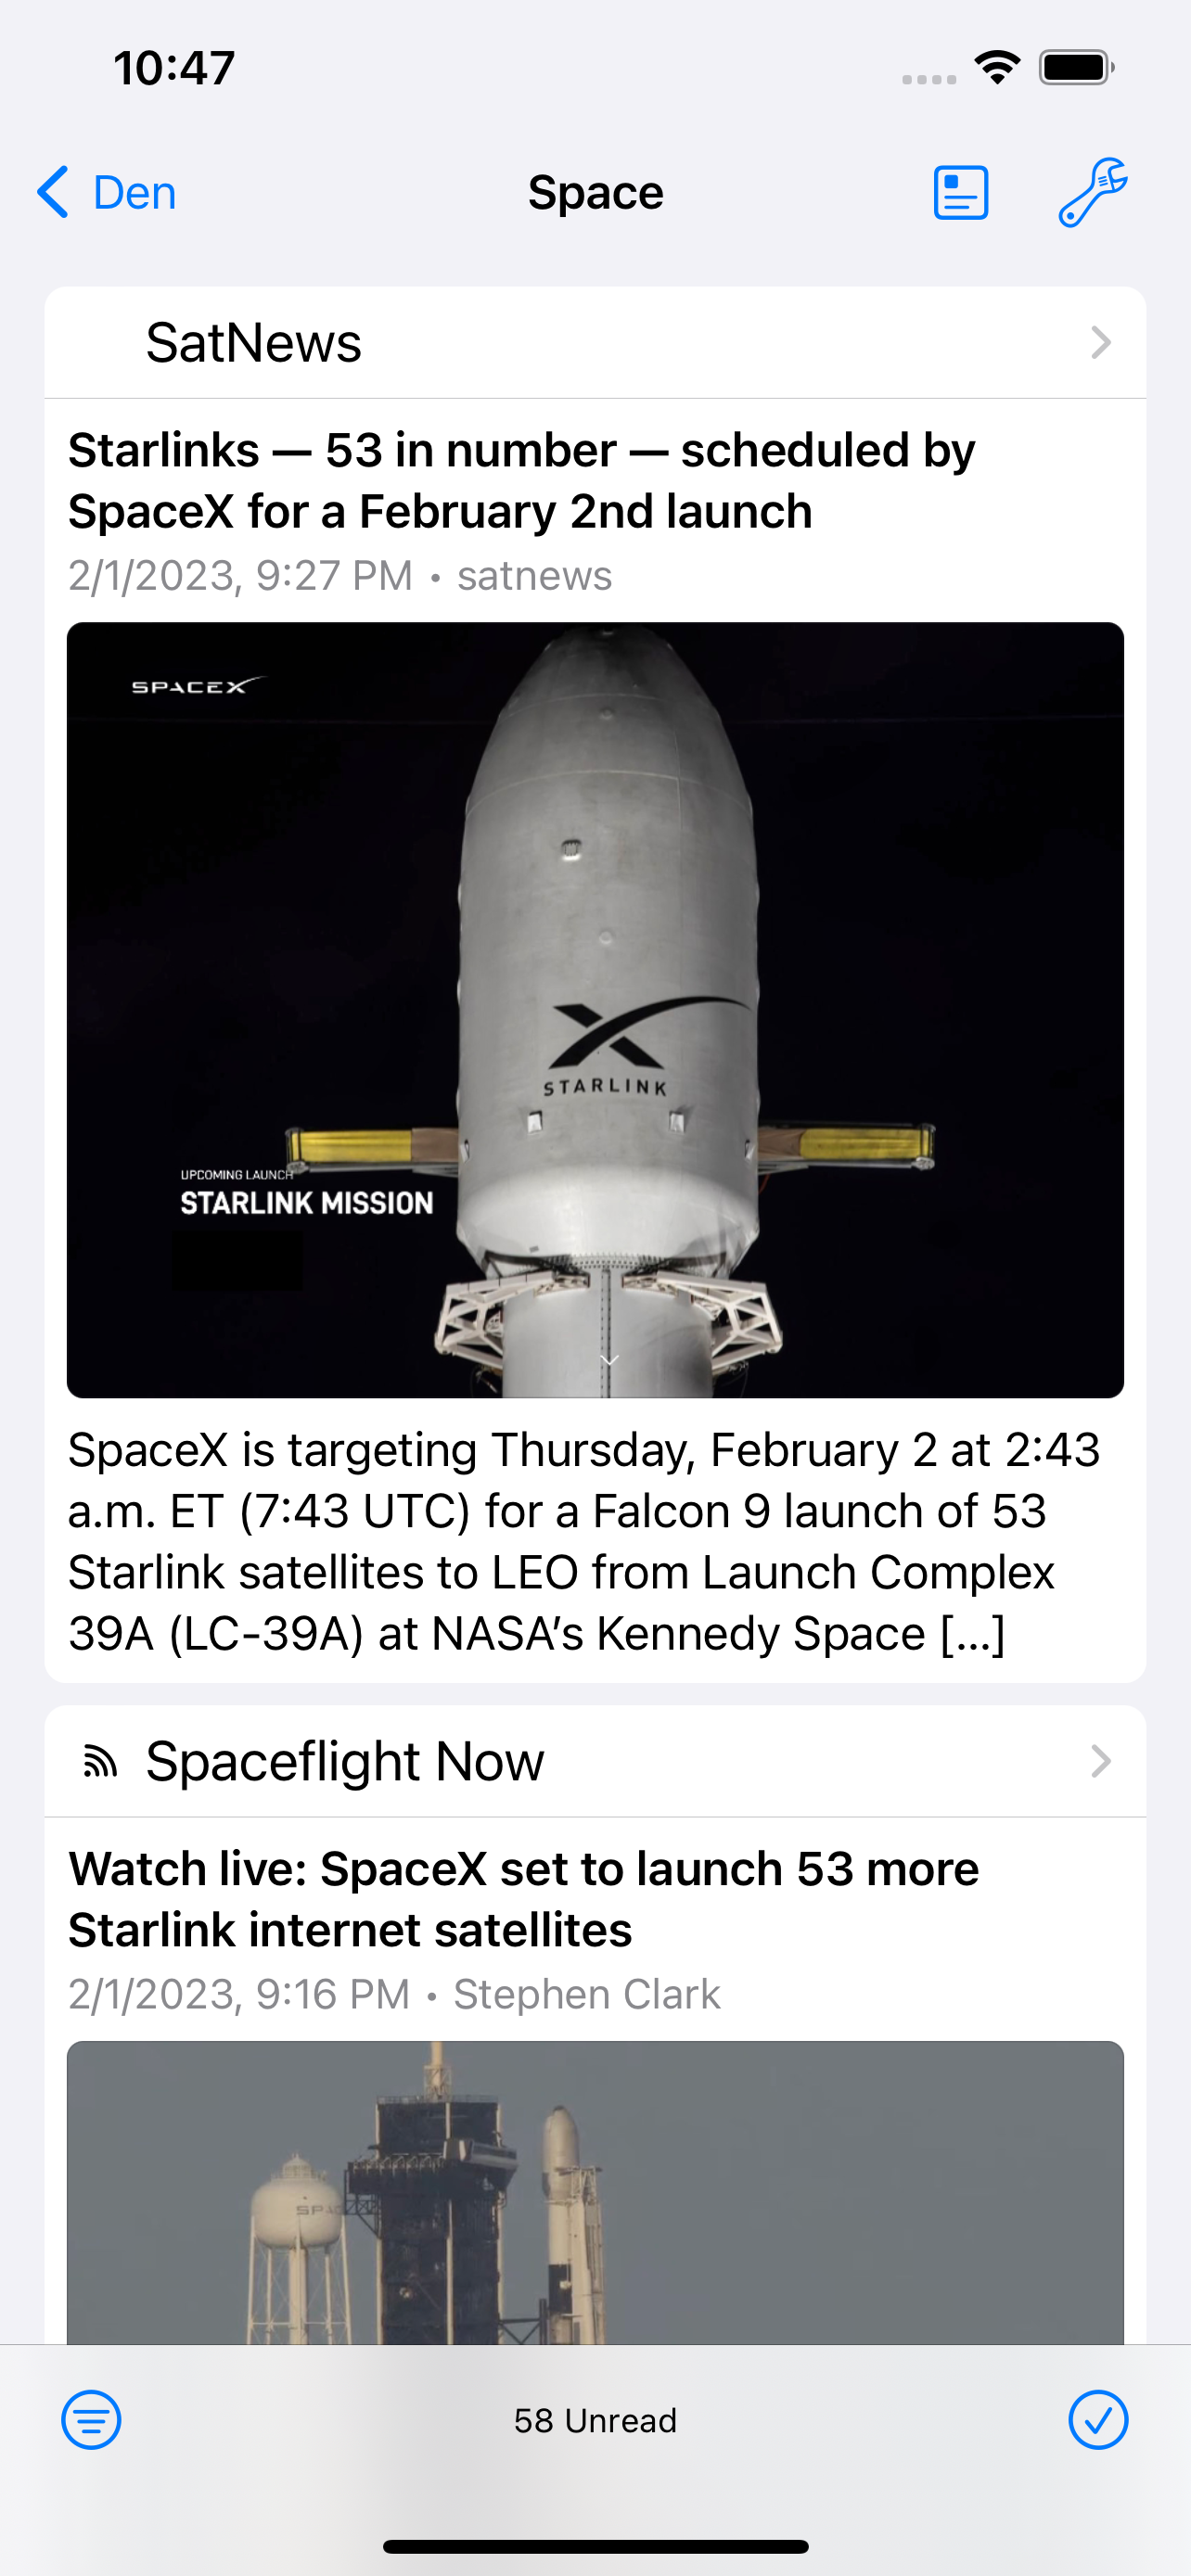 10:47
Den
Space
SatNews
Starlinks — 53 in number — scheduled by
SpaceX for a February 2nd launch
2/1/2023, 9:27 PM • satnews
SPACEX
STARLINK
UPCOMING LAUNCH
STARLINK MISSION
SpaceX is targeting Thursday, February 2 at 2:43
a.m. ET (7:43 UTC) for a Falcon 9 launch of 53
Starlink satellites to LEO from Launch Complex
39A (LC-39A) at NASA’s Kennedy Space [...]
Spaceflight Now
Watch live: SpaceX set to launch 53 more
Starlink internet satellites
2/1/2023, 9:16 PM • Stephen Clark
58 Unread